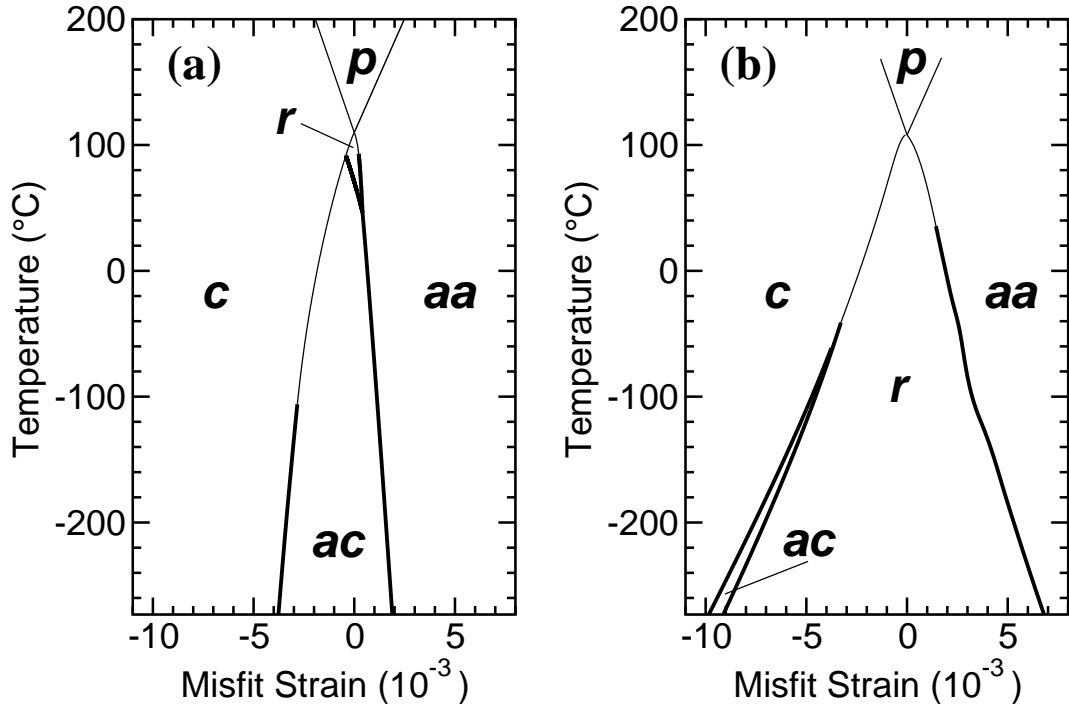 (a)
200
100
0
-100
-200
Temperature (°C)
p
r
c
aa
ac
-10
-5
0
5
Misfit Strain (10-3)
(b)
200
100
0
-100
-200
Temperature (°C)
p
c
aa
r
ac
-10
-5
0
5
Misfit Strain (10-3)